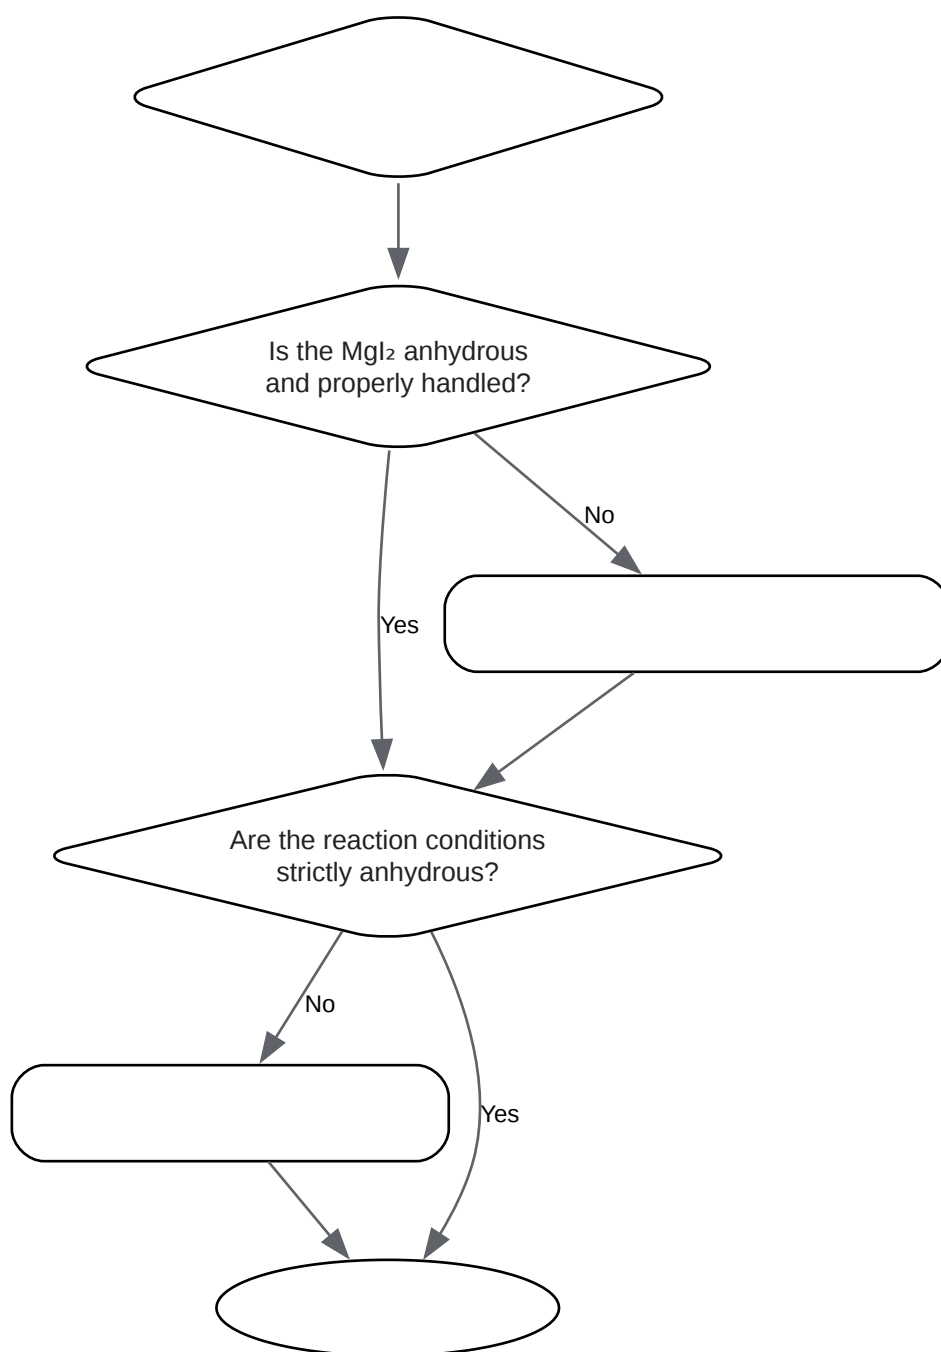 Is the MgI₂ anhydrous
and properly handled?
No
Yes
Are the reaction conditions
strictly anhydrous?
No
Yes